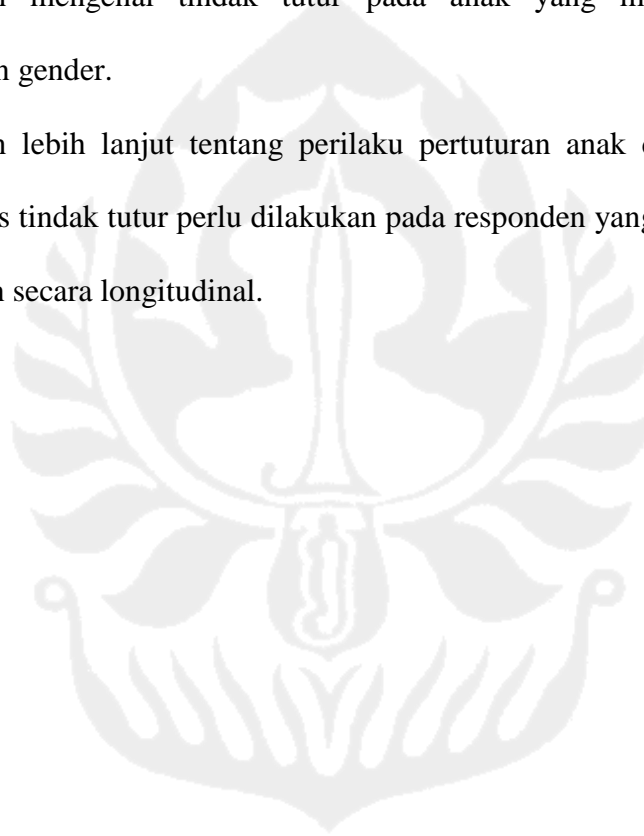 mengenai tindak tutur pada anak yang
gender.
lebih lanjut tentang perilaku pertuturan anak
tindak tutur perlu dilakukan pada responden yang
secara longitudinal.